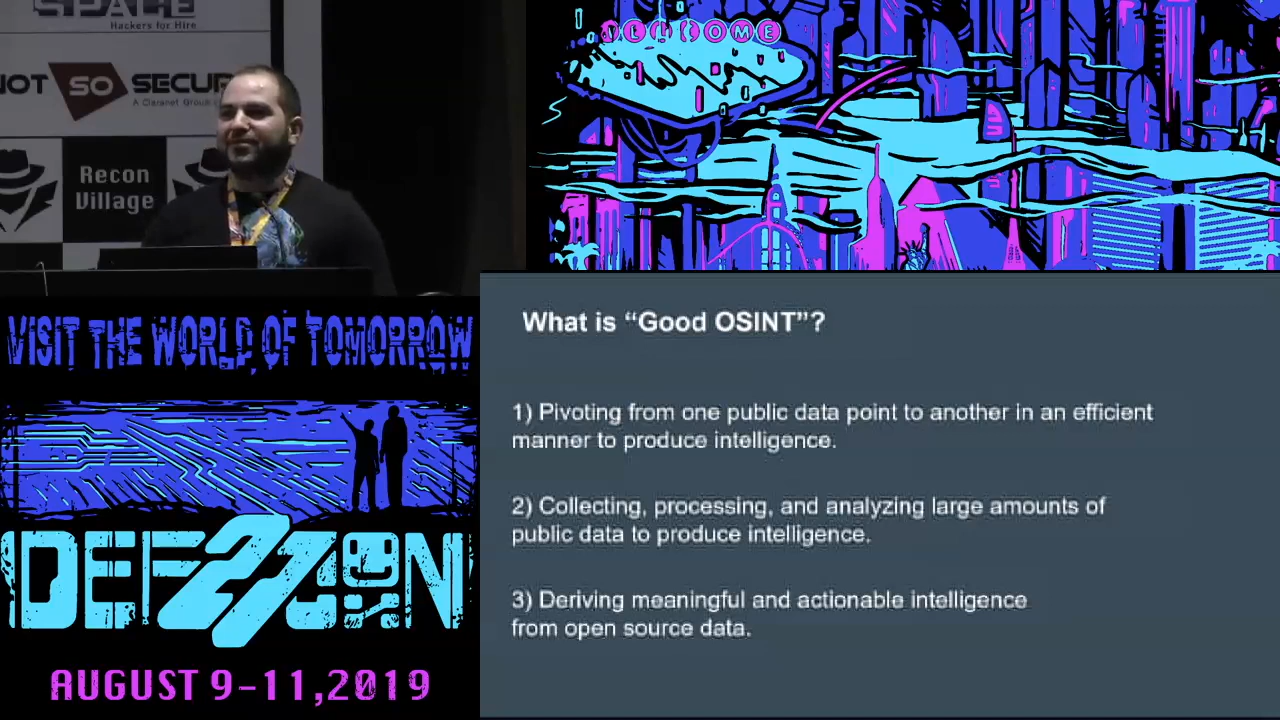 SPACE
Hackers for Hire
NOT SO SECUR
A Claranet Group
Recon
Village
WELCOME
VISIT THE WORLD OF TOMORROW
DEF27CON
AUGUST 9-11,2019
What is “Good OSINT”?
1) Pivoting from one public data point to another in an efficient
manner to produce intelligence.
2) Collecting, processing, and analyzing large amounts of
public data to produce intelligence.
3) Deriving meaningful and actionable intelligence
from open source data.